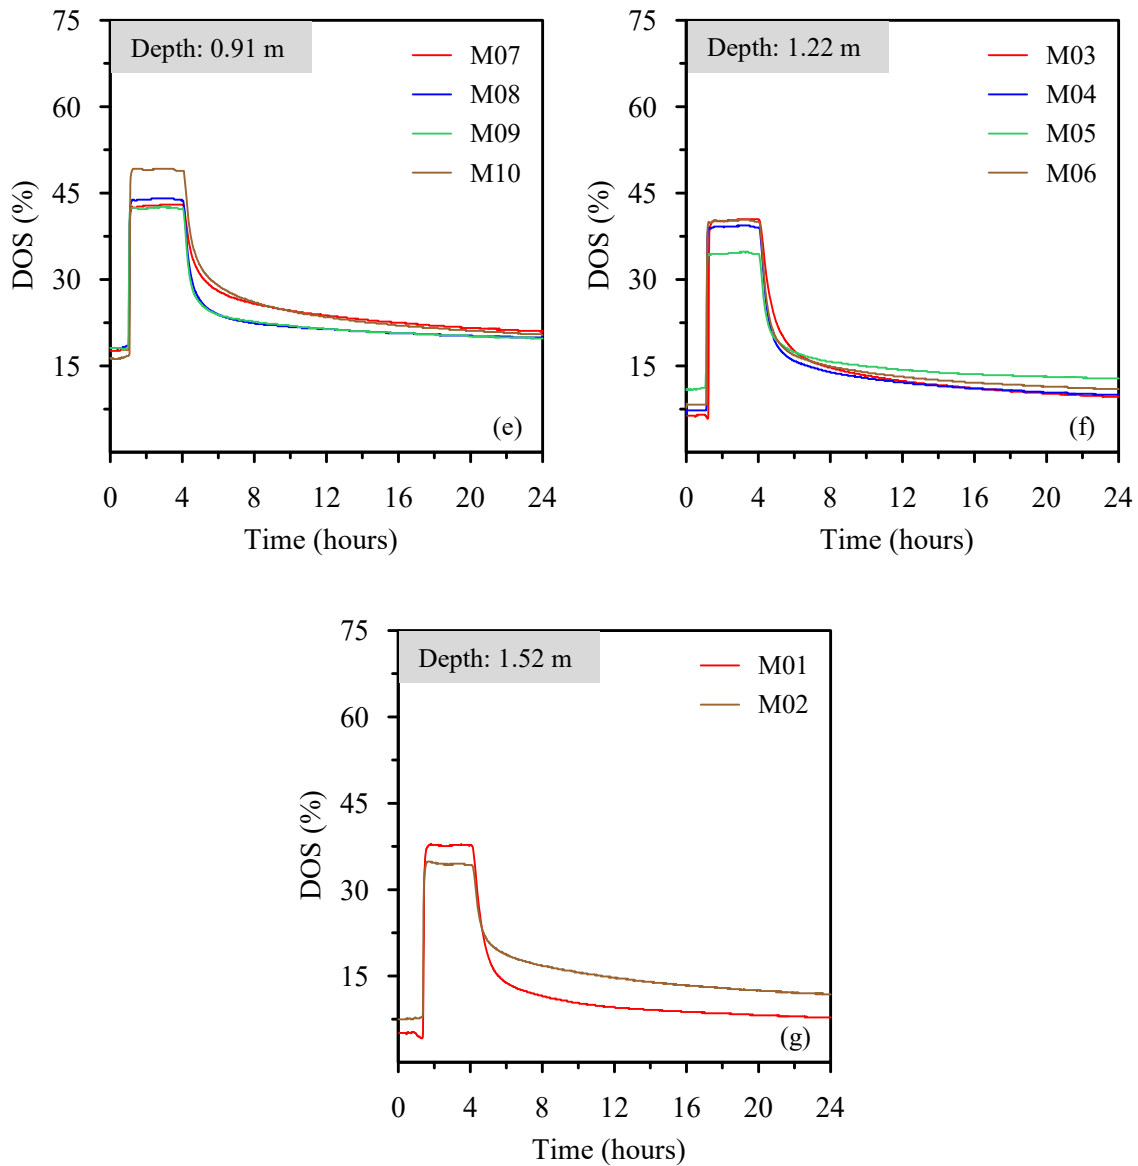 75
60
45
30
15
DOS (%)
Depth: 0.91 m
M07
M08
M09
M10
(e)
0 4 8 12 16 20 24
Time (hours)
75
60
45
30
15
DOS (%)
Depth: 1.22 m
M03
M04
M05
M06
(f)
0 4 8 12 16 20 24
Time (hours)
75
60
45
30
15
DOS (%)
Depth: 1.52 m
M01
M02
(g)
0 4 8 12 16 20 24
Time (hours)